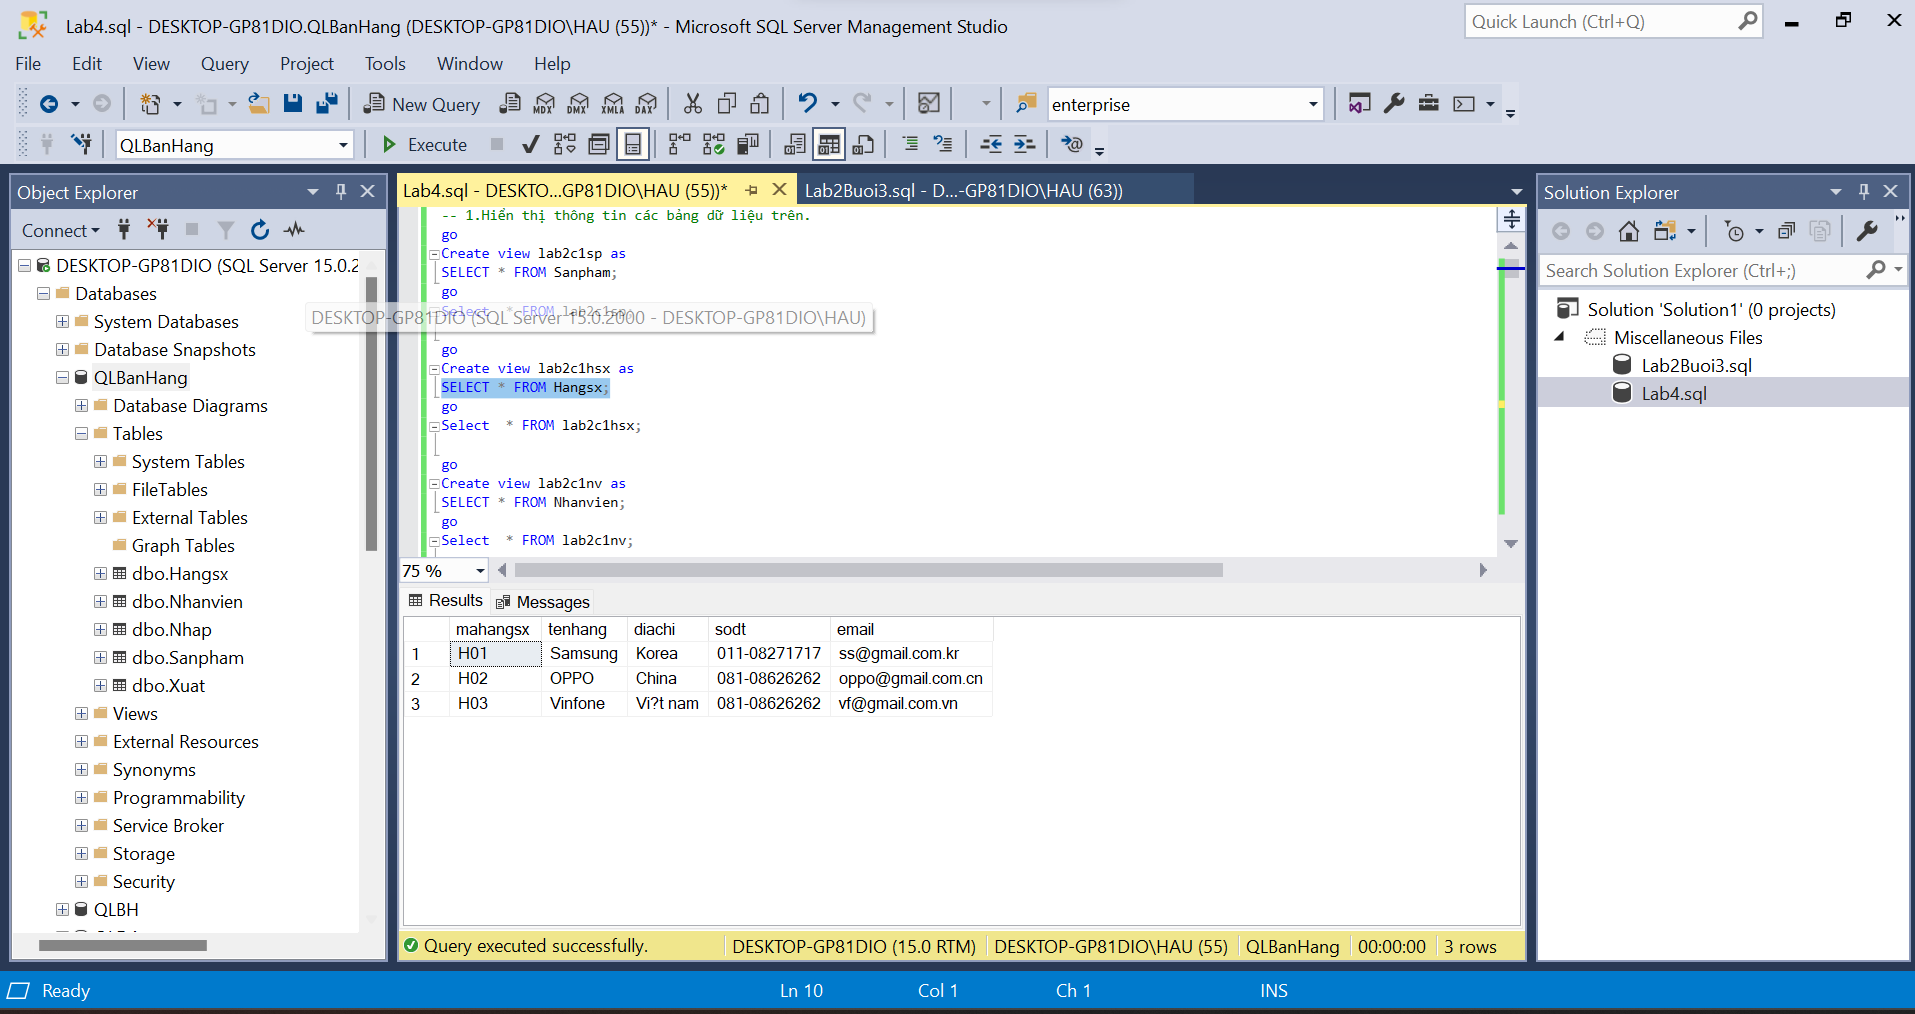 Lab4.sql - DESKTOP-GP81DIO.QLBanHang (DESKTOP-GP81DIO\HAU (55))* - Microsoft SQL Server Management Studio
Quick Launch (Ctrl+Q)
File Edit View Query Project Tools Window Help
New Query MDX DMX XMLA DAX enterprise
QLBanHang Execute
Object Explorer
Connect
DESKTOP-GP81DIO (SQL Server 15.0.2
Databases
System Databases
Database Snapshots
QLBanHang
Database Diagrams
Tables
System Tables
FileTables
External Tables
Graph Tables
dbo.Hangsx
dbo.Nhanvien
dbo.Nhap
dbo.Sanpham
dbo.Xuat
Views
External Resources
Synonyms
Programmability
Service Broker
Storage
Security
QLBH
Lab4.sql - DESKTO...GP81DIO\HAU (55))* Lab2Buoi3.sql - D...-GP81DIO\HAU (63))
-- 1.Hiển thị thông tin các bảng dữ liệu trên.
go
Create view lab2c1sp as
SELECT * FROM Sanpham;
go
Select * FROM lab2c1sp;
DESKTOP-GP81DIO (SQL Server 15.0.2000 - DESKTOP-GP81DIO\HAU)
go
Create view lab2c1hsx as
SELECT * FROM Hangsx;
go
Select  * FROM lab2c1hsx;
go
Create view lab2c1nv as
SELECT * FROM Nhanvien;
go
Select  * FROM lab2c1nv;
75 %
Results Messages
mahangsx tenhang diachi sodt email
1 H01 Samsung Korea 011-08271717 ss@gmail.com.kr
2 H02 OPPO China 081-08626262 oppo@gmail.com.cn
3 H03 Vinfone Vi?t nam 081-08626262 vf@gmail.com.vn
Query executed successfully. DESKTOP-GP81DIO (15.0 RTM) DESKTOP-GP81DIO\HAU (55) QLBanHang 00:00:00 3 rows
Solution Explorer
Search Solution Explorer (Ctrl+;)
Solution 'Solution1' (0 projects)
Miscellaneous Files
Lab2Buoi3.sql
Lab4.sql
Ready Ln 10 Col 1 Ch 1 INS